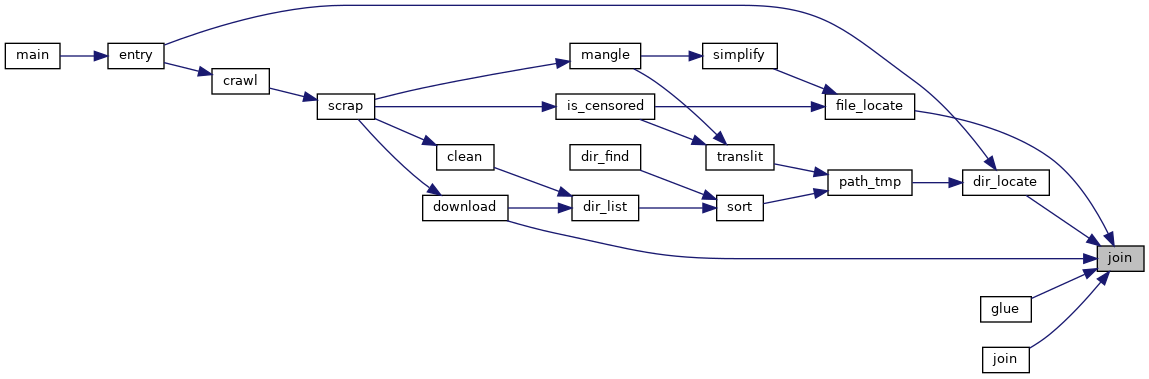 main
entry
crawl
scrap
mangle
simplify
is_censored
file_locate
clean
dir_find
translit
download
dir_list
sort
path_tmp
dir_locate
join
glue
join